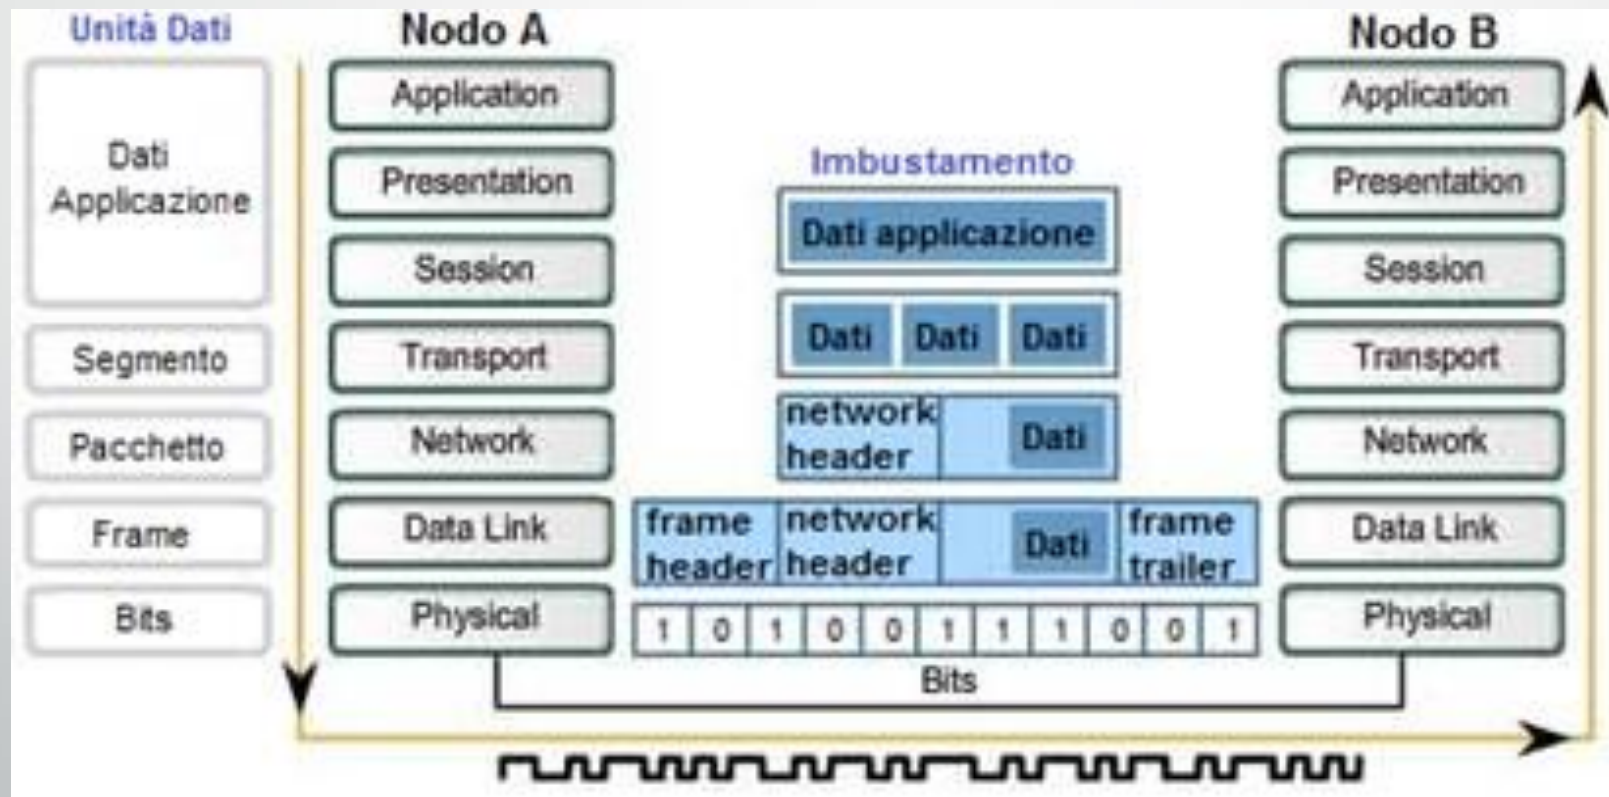 Unità Dati
Nodo A
Nodo B
Dati
Applicazione
Segmento
Pacchetto
Frame
Bits
Application
Presentation
Session
Transport
Network
Data Link
Physical
Imbustamento
Dati applicazione
Dati Dati Dati
network
header
Dati
frame
header
network
header
Dati
frame
trailer
1 0 1 0 0 1 1 1 0 0 1
Bits
Application
Presentation
Session
Transport
Network
Data Link
Physical